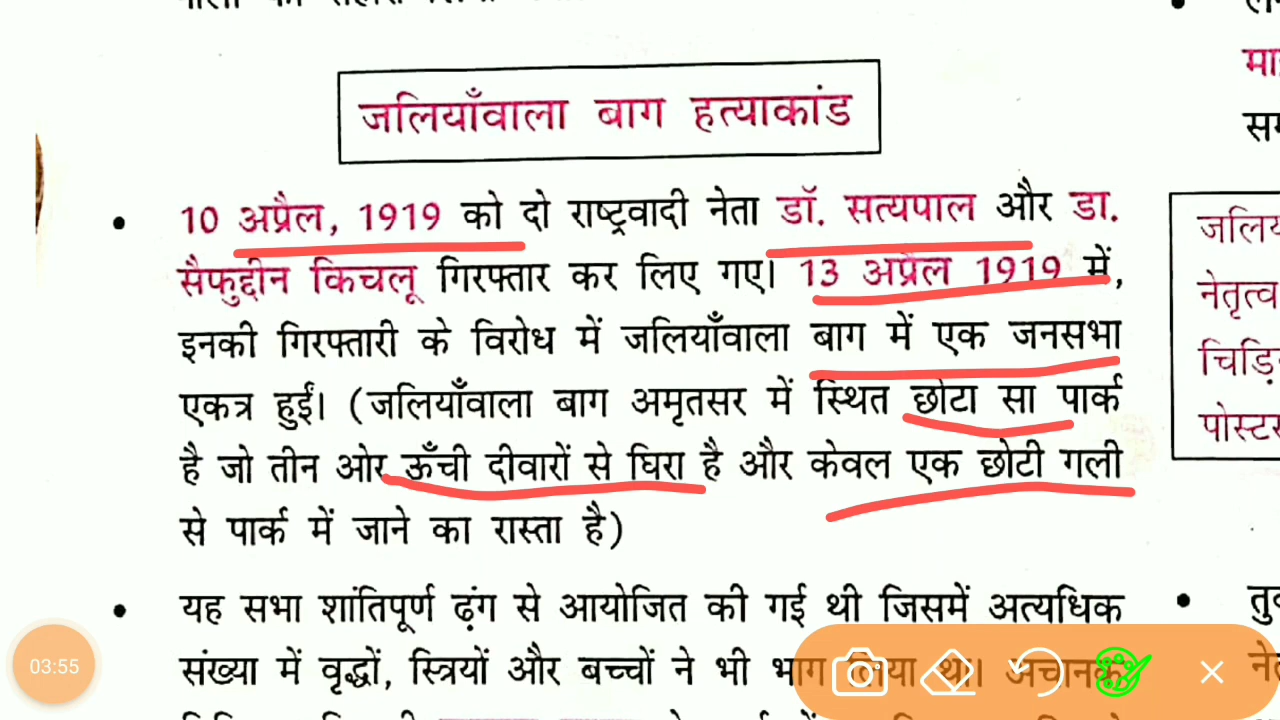 जलियाँवाला बाग हत्याकांड
• 10 अप्रैल, 1919 को दो राष्ट्रवादी नेता डॉ. सत्यपाल और डा.
सैफुद्दीन किचलू गिरफ्तार कर लिए गए। 13 अप्रैल 1919 में,
इनकी गिरफ्तारी के विरोध में जलियाँवाला बाग में एक जनसभा
एकत्र हुईं। (जलियाँवाला बाग अमृतसर में स्थित छोटा सा पार्क
है जो तीन ओर ऊँची दीवारों से घिरा है और केवल एक छोटी गली
से पार्क में जाने का रास्ता है)
• यह सभा शांतिपूर्ण ढ़ंग से आयोजित की गई थी जिसमें अत्यधिक
संख्या में वृद्धों, स्त्रियों और बच्चों ने भी भाग लिया था। अचानक
नेतृत्व
03:55